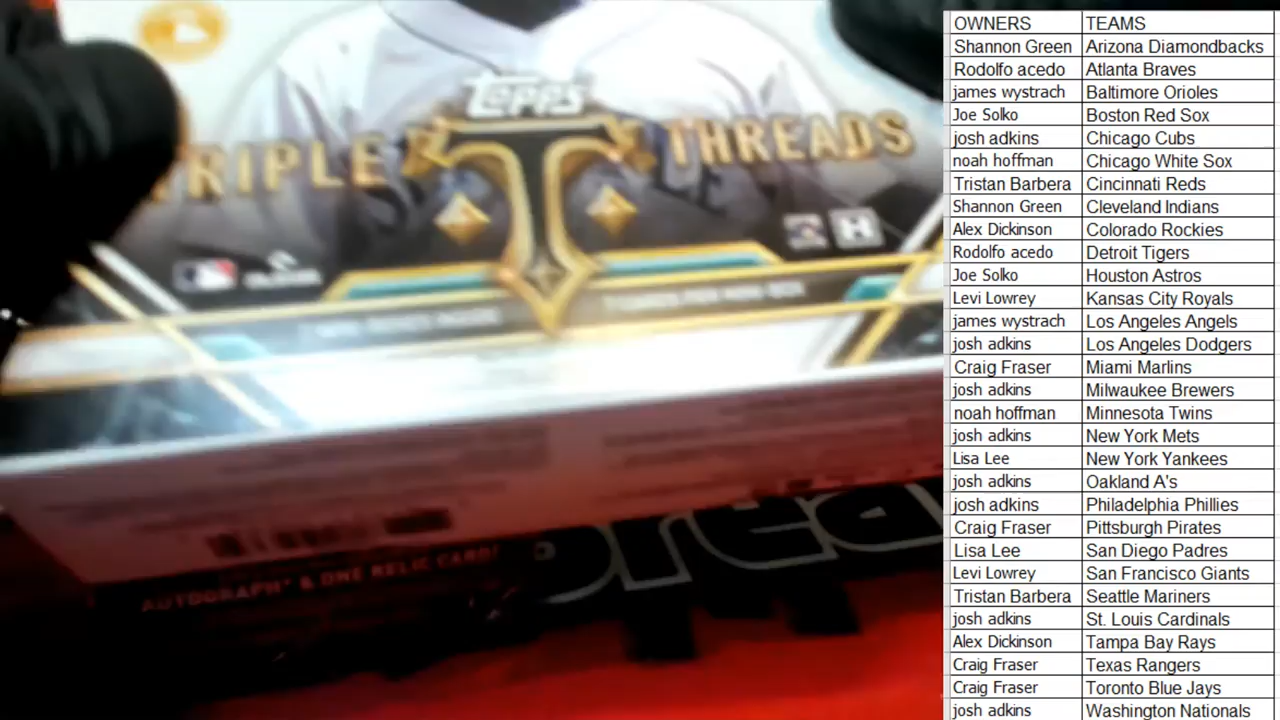 Topps
TRIPLE THREADS
H
AUTOGRAPH & ONE RELIC CARD!
OWNERS TEAMS
Shannon Green Arizona Diamondbacks
Rodolfo acedo Atlanta Braves
james wystrach Baltimore Orioles
Joe Solko Boston Red Sox
josh adkins Chicago Cubs
noah hoffman Chicago White Sox
Tristan Barbera Cincinnati Reds
Shannon Green Cleveland Indians
Alex Dickinson Colorado Rockies
Rodolfo acedo Detroit Tigers
Joe Solko Houston Astros
Levi Lowrey Kansas City Royals
james wystrach Los Angeles Angels
josh adkins Los Angeles Dodgers
Craig Fraser Miami Marlins
josh adkins Milwaukee Brewers
noah hoffman Minnesota Twins
josh adkins New York Mets
Lisa Lee New York Yankees
josh adkins Oakland A's
josh adkins Philadelphia Phillies
Craig Fraser Pittsburgh Pirates
Lisa Lee San Diego Padres
Levi Lowrey San Francisco Giants
Tristan Barbera Seattle Mariners
josh adkins St. Louis Cardinals
Alex Dickinson Tampa Bay Rays
Craig Fraser Texas Rangers
Craig Fraser Toronto Blue Jays
josh adkins Washington Nationals